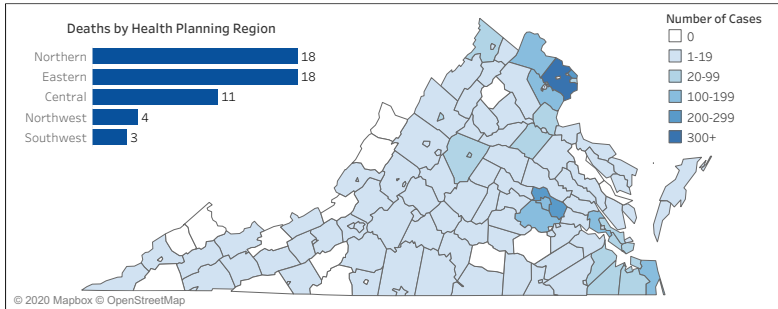 Deaths by Health Planning Region
Northern 18
Eastern 18
Central 11
Northwest 4
Southwest 3
Number of Cases
0
1-19
20-99
100-199
200-299
300+
© 2020 Mapbox © OpenStreetMap